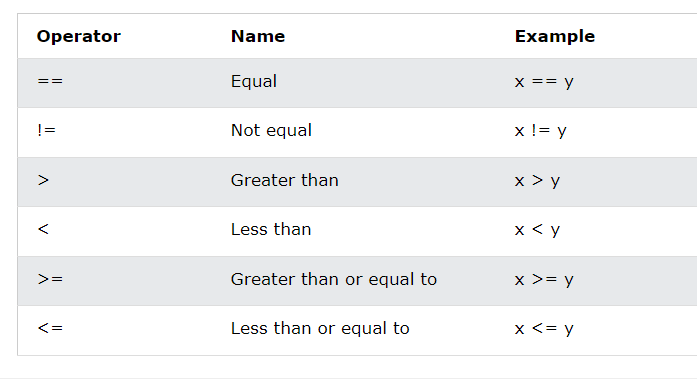 Operator Name Example
== Equal x == y
!= Not equal x != y
> Greater than x > y
< Less than x < y
>= Greater than or equal to x >= y
<= Less than or equal to x <= y